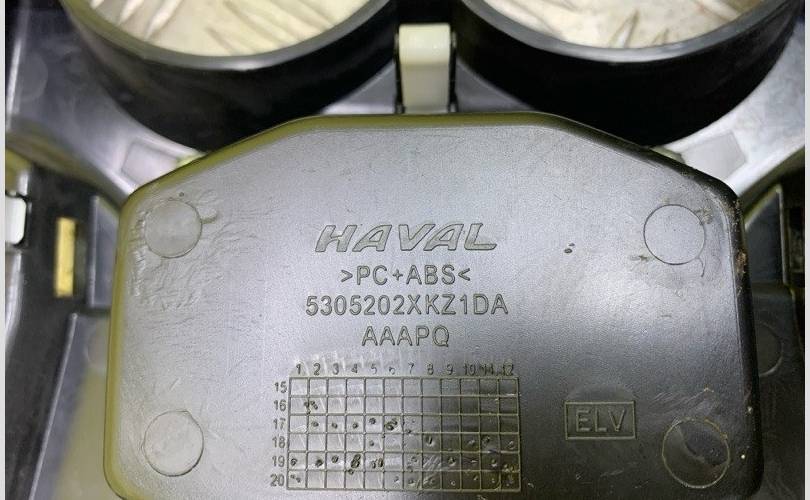 HAVAL
>PC+ABS<
5305202XKZ1DA
AAAPQ
1 2 3 4 5 6 7 8 9 10 11 12
15
16
17
18
ELV
19
20